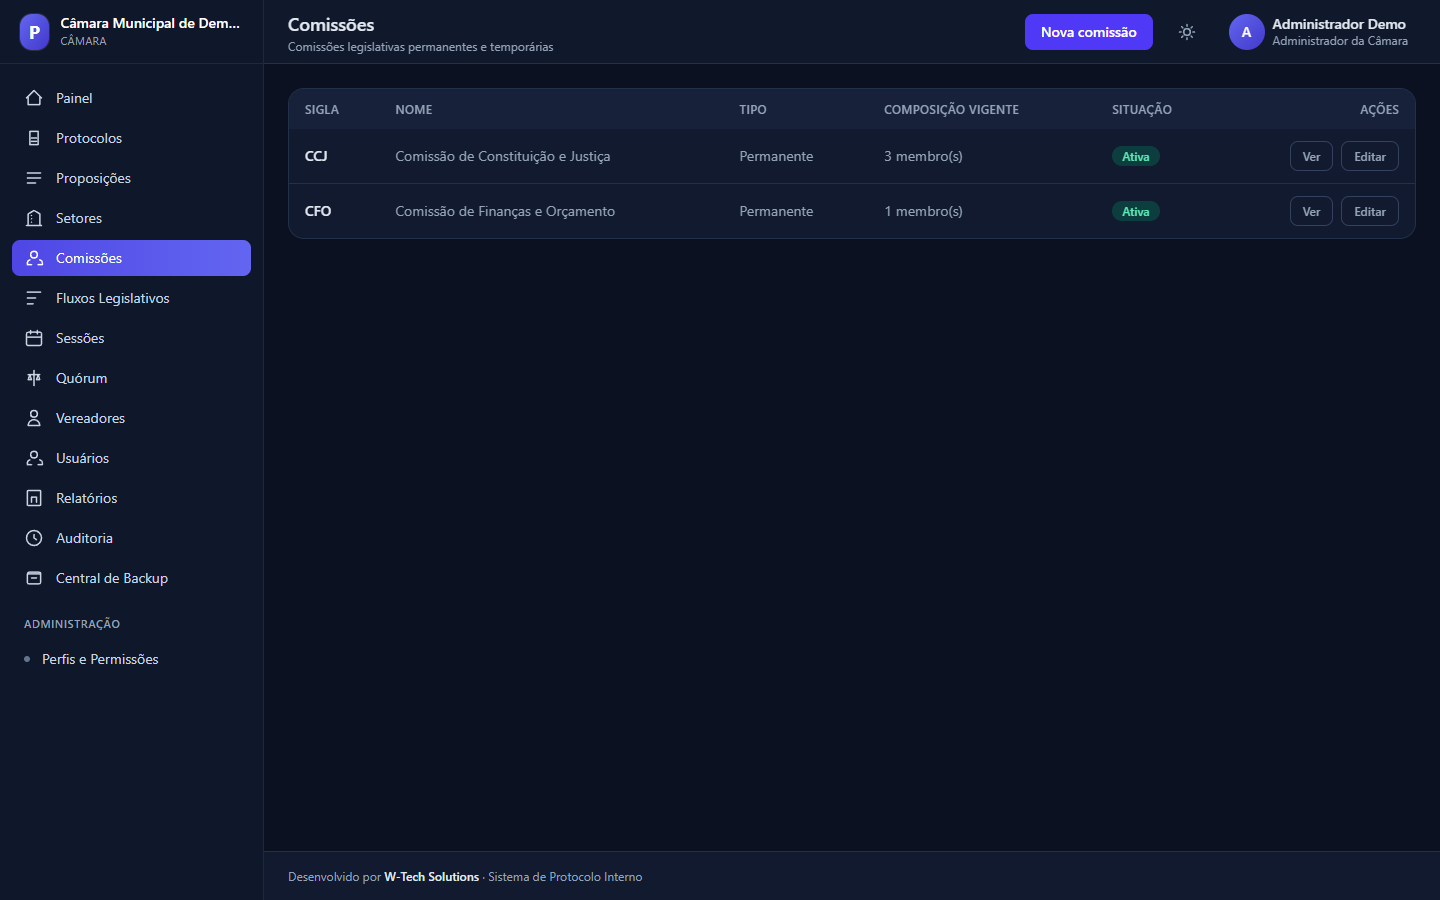 P
Câmara Municipal de Dem...
CÂMARA
Painel
Protocolos
Proposições
Setores
Comissões
Fluxos Legislativos
Sessões
Quórum
Vereadores
Usuários
Relatórios
Auditoria
Central de Backup
ADMINISTRAÇÃO
Perfis e Permissões
Comissões
Comissões legislativas permanentes e temporárias
Nova comissão
A
Administrador Demo
Administrador da Câmara
SIGLA NOME TIPO COMPOSIÇÃO VIGENTE SITUAÇÃO AÇÕES
CCJ Comissão de Constituição e Justiça Permanente 3 membro(s) Ativa Ver Editar
CFO Comissão de Finanças e Orçamento Permanente 1 membro(s) Ativa Ver Editar
Desenvolvido por W-Tech Solutions · Sistema de Protocolo Interno